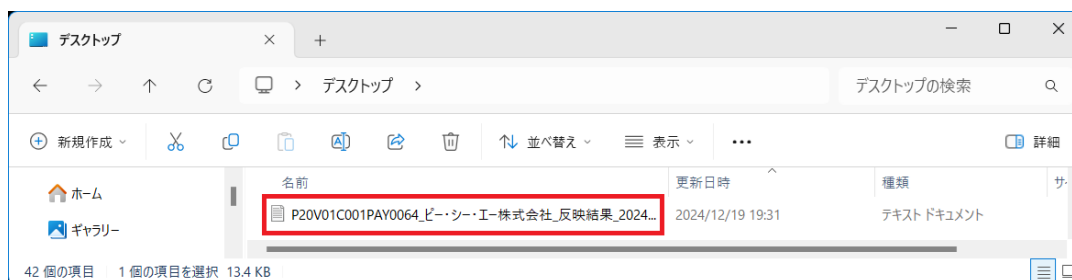 デスクトップ
デスクトップ
デスクトップの検索
新規作成 並べ替え 表示 ... 詳細
ホーム
ギャラリー
名前 更新日時 種類 サ
P20V01C001PAY0064_ピー・シー・エー株式会社_反映結果_2024... 2024/12/19 19:31 テキスト ドキュメント
42 個の項目 1 個の項目を選択 13.4 KB